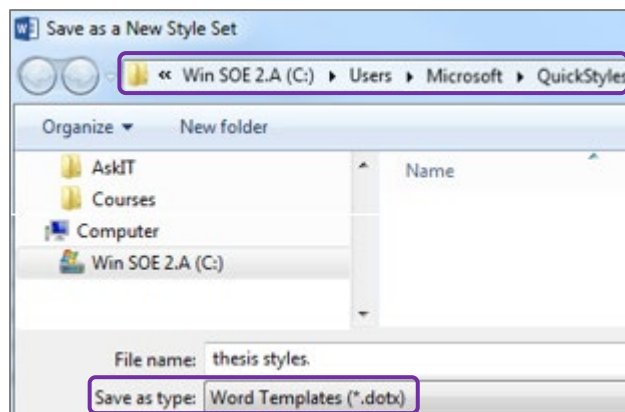 Save as a New Style Set
« Win SOE 2.A (C:) ▸ Users ▸ Microsoft ▸ QuickStyles
Organize ▾ New folder
AskIT
Name
Courses
Computer
Win SOE 2.A (C:)
File name: thesis styles.
Save as type: Word Templates (*.dotx)